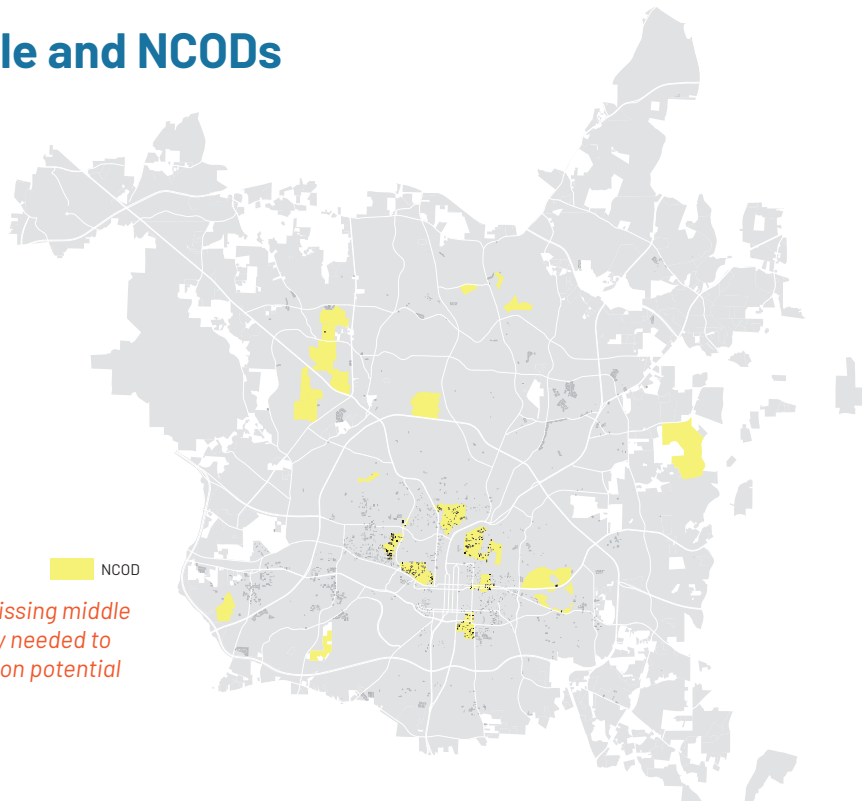 le and NCODs
NCOD
issing middle
y needed to
on potential